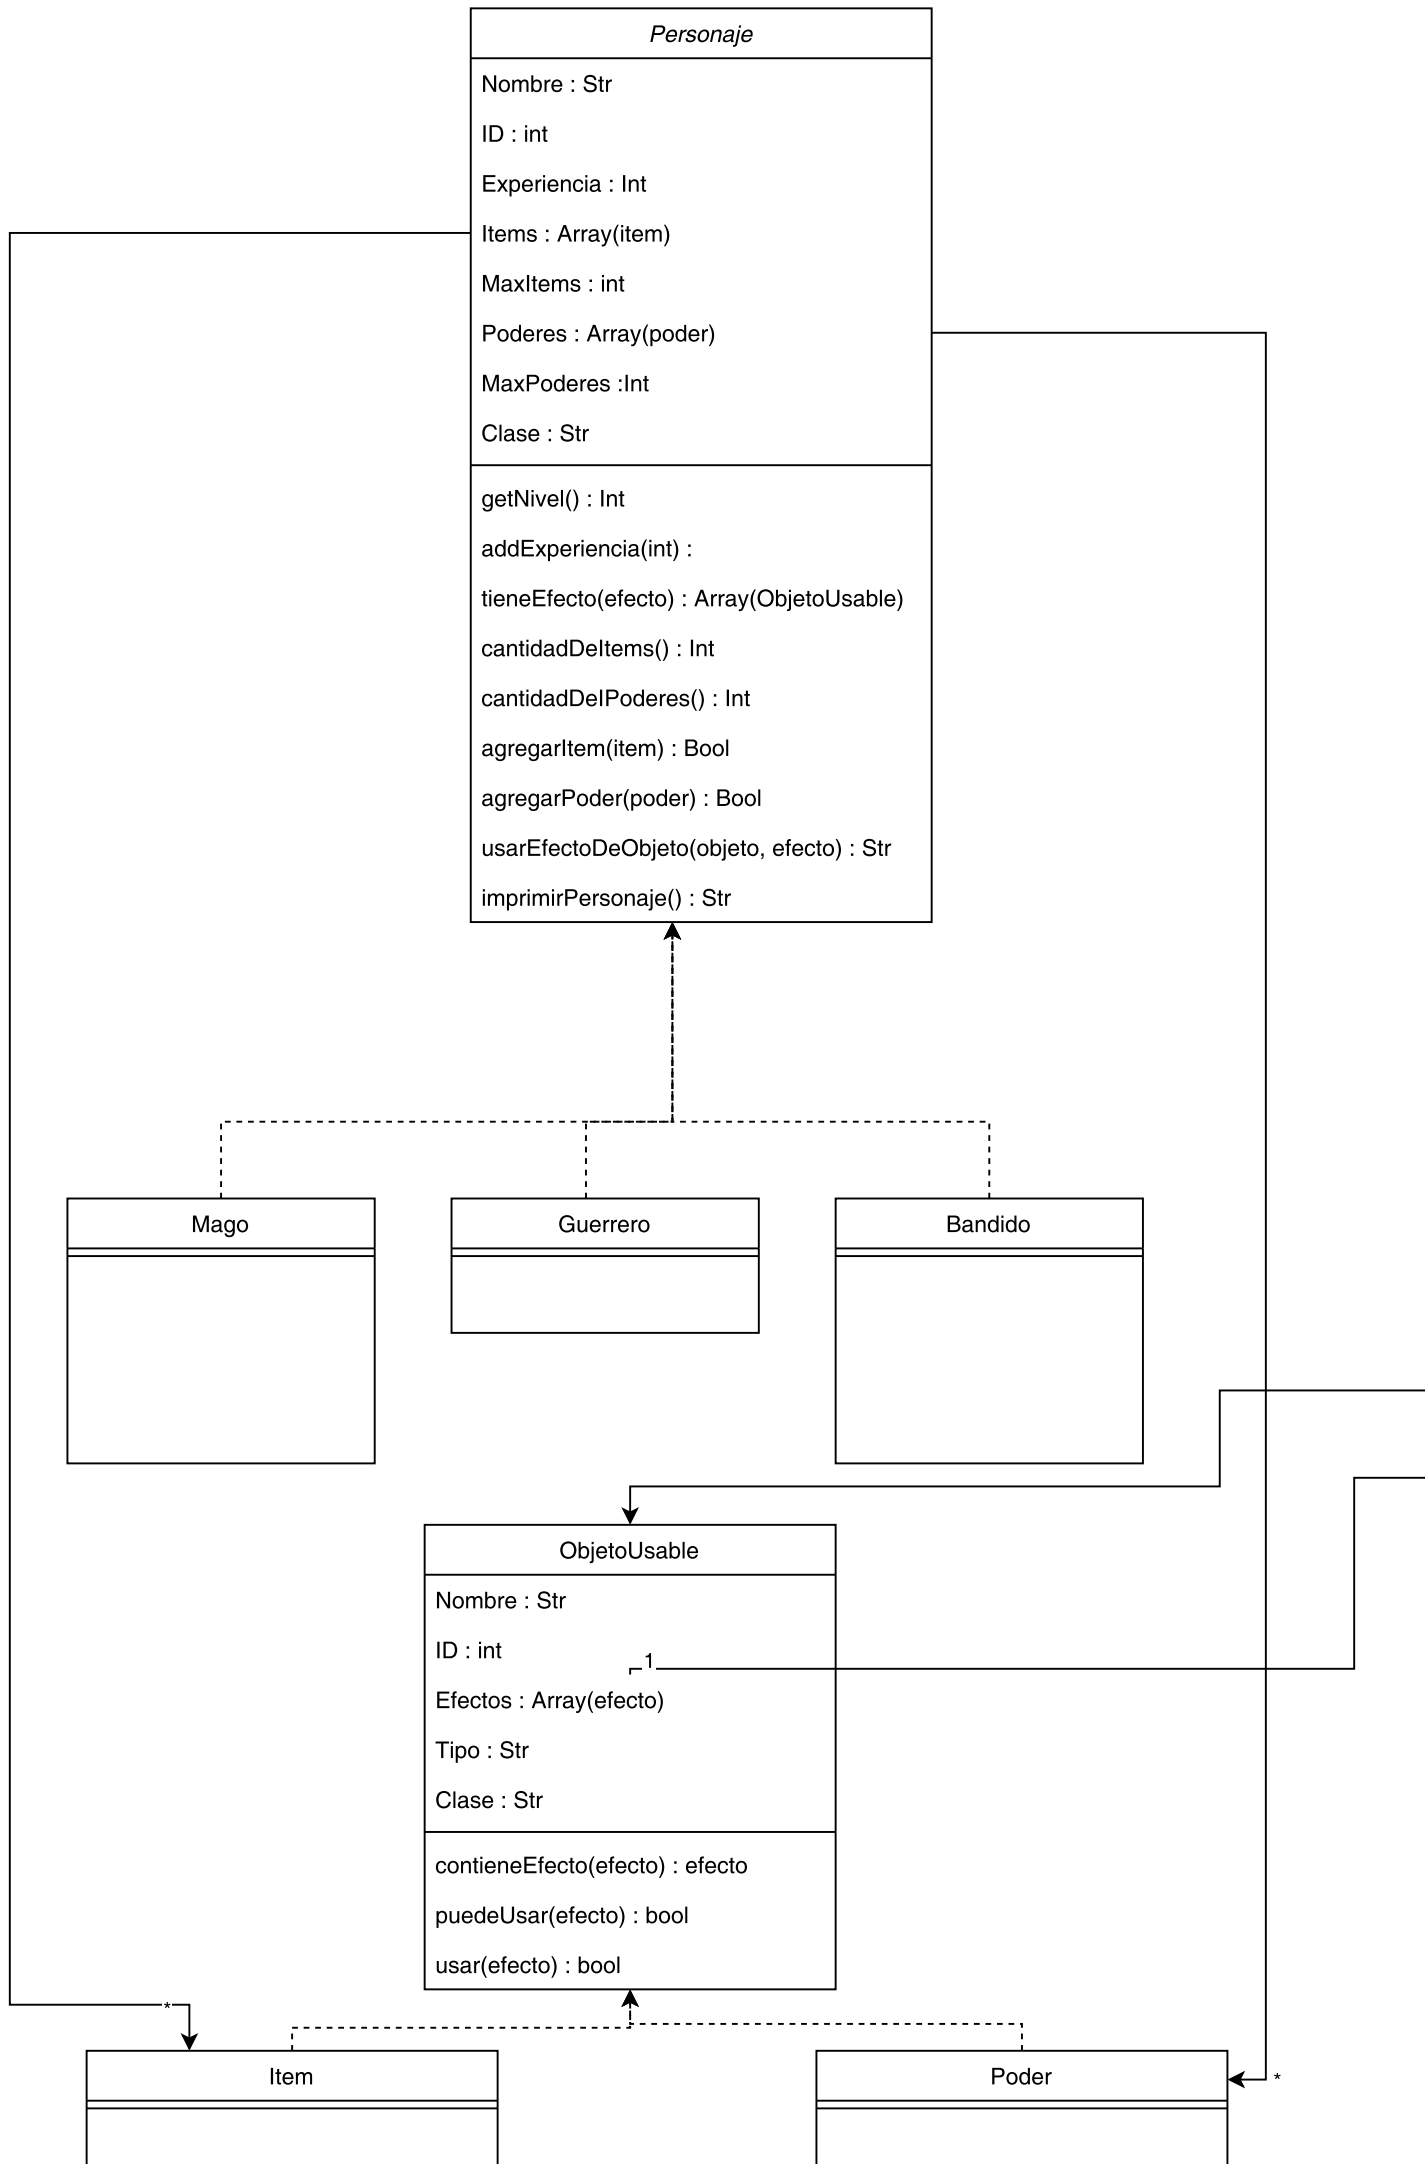 Personaje
Nombre : Str
ID : int
Experiencia : Int
Items : Array(item)
MaxItems : int
Poderes : Array(poder)
MaxPoderes :Int
Clase : Str
getNivel() : Int
addExperiencia(int) :
tieneEfecto(efecto) : Array(ObjetoUsable)
cantidadDeItems() : Int
cantidadDeIPoderes() : Int
agregarItem(item) : Bool
agregarPoder(poder) : Bool
usarEfectoDeObjeto(objeto, efecto) : Str
imprimirPersonaje() : Str
Mago
Guerrero
Bandido
ObjetoUsable
Nombre : Str
ID : int
1
Efectos : Array(efecto)
Tipo : Str
Clase : Str
contieneEfecto(efecto) : efecto
puedeUsar(efecto) : bool
usar(efecto) : bool
*
Item
Poder
*